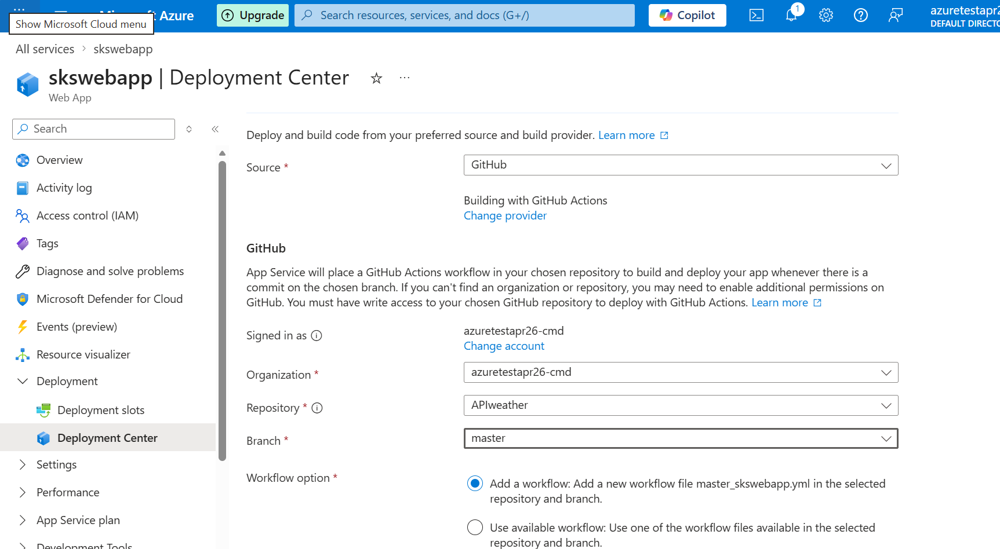 Microsoft Azure
Upgrade
Search resources, services, and docs (G+/)
Copilot
1
DEFAULT
Show Microsoft Cloud menu
All services > skswebapp
skswebapp | Deployment Center
Web App
Search
Overview
Activity log
Access control (IAM)
Tags
Diagnose and solve problems
Microsoft Defender for Cloud
Events (preview)
Resource visualizer
Deployment
Deployment slots
Deployment Center
Settings
Performance
App Service plan
Development Tools
Deploy and build code from your preferred source and build provider. Learn more
Source *
GitHub
Building with GitHub Actions
Change provider
GitHub
App Service will place a GitHub Actions workflow in your chosen repository to build and deploy your app whenever there is a
commit on the chosen branch. If you can't find an organization or repository, you may need to enable additional permissions on
GitHub. You must have write access to your chosen GitHub repository to deploy with GitHub Actions. Learn more
Signed in as
azuretestapr26-cmd
Change account
Organization *
azuretestapr26-cmd
Repository *
APIweather
Branch *
master
Workflow option *
Add a workflow: Add a new workflow file master_skswebapp.yml in the selected
repository and branch.
Use available workflow: Use one of the workflow files available in the selected
repository and branch.